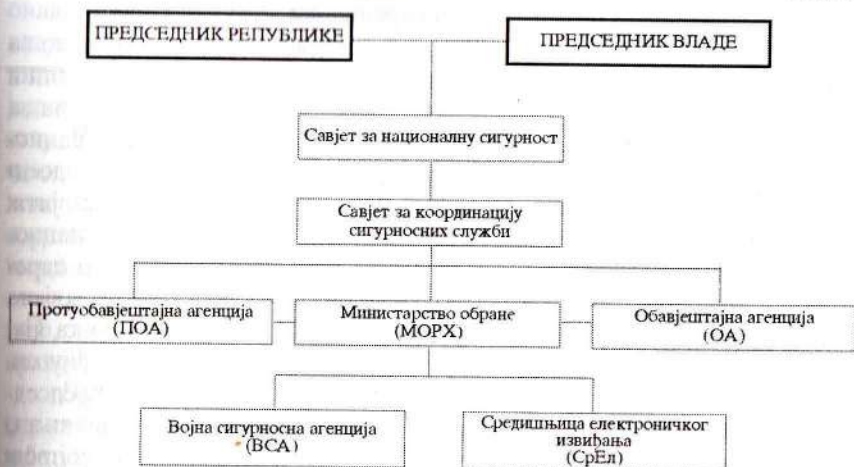 ПРЕДСЕДНИК РЕПУБЛИКЕ
ПРЕДСЕДНИК ВЛАДЕ
Савјет за националну сигурност
Савјет за координацију
сигурносних служби
Протуобавјештајна агенција
(ПОА)
Министарство обране
(МОРХ)
Обавјештајна агенција
(ОА)
Војна сигурносна агенција
(ВСА)
Средишњица електроничког
извиђања
(СрЕл)